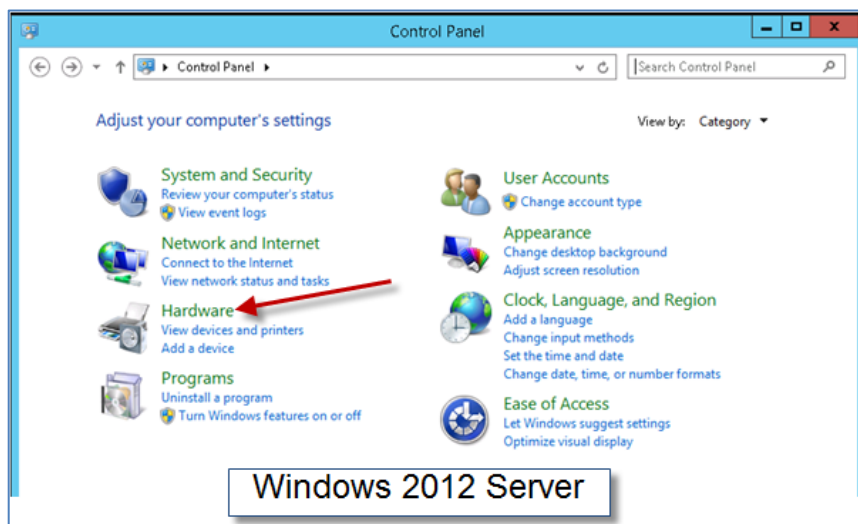 Control Panel
Control Panel
Search Control Panel
Adjust your computer's settings
View by: Category
System and Security
Review your computer's status
View event logs
Network and Internet
Connect to the Internet
View network status and tasks
Hardware
View devices and printers
Add a device
Programs
Uninstall a program
Turn Windows features on or off
User Accounts
Change account type
Appearance
Change desktop background
Adjust screen resolution
Clock, Language, and Region
Add a language
Change input methods
Set the time and date
Change date, time, or number formats
Ease of Access
Let Windows suggest settings
Optimize visual display
Windows 2012 Server